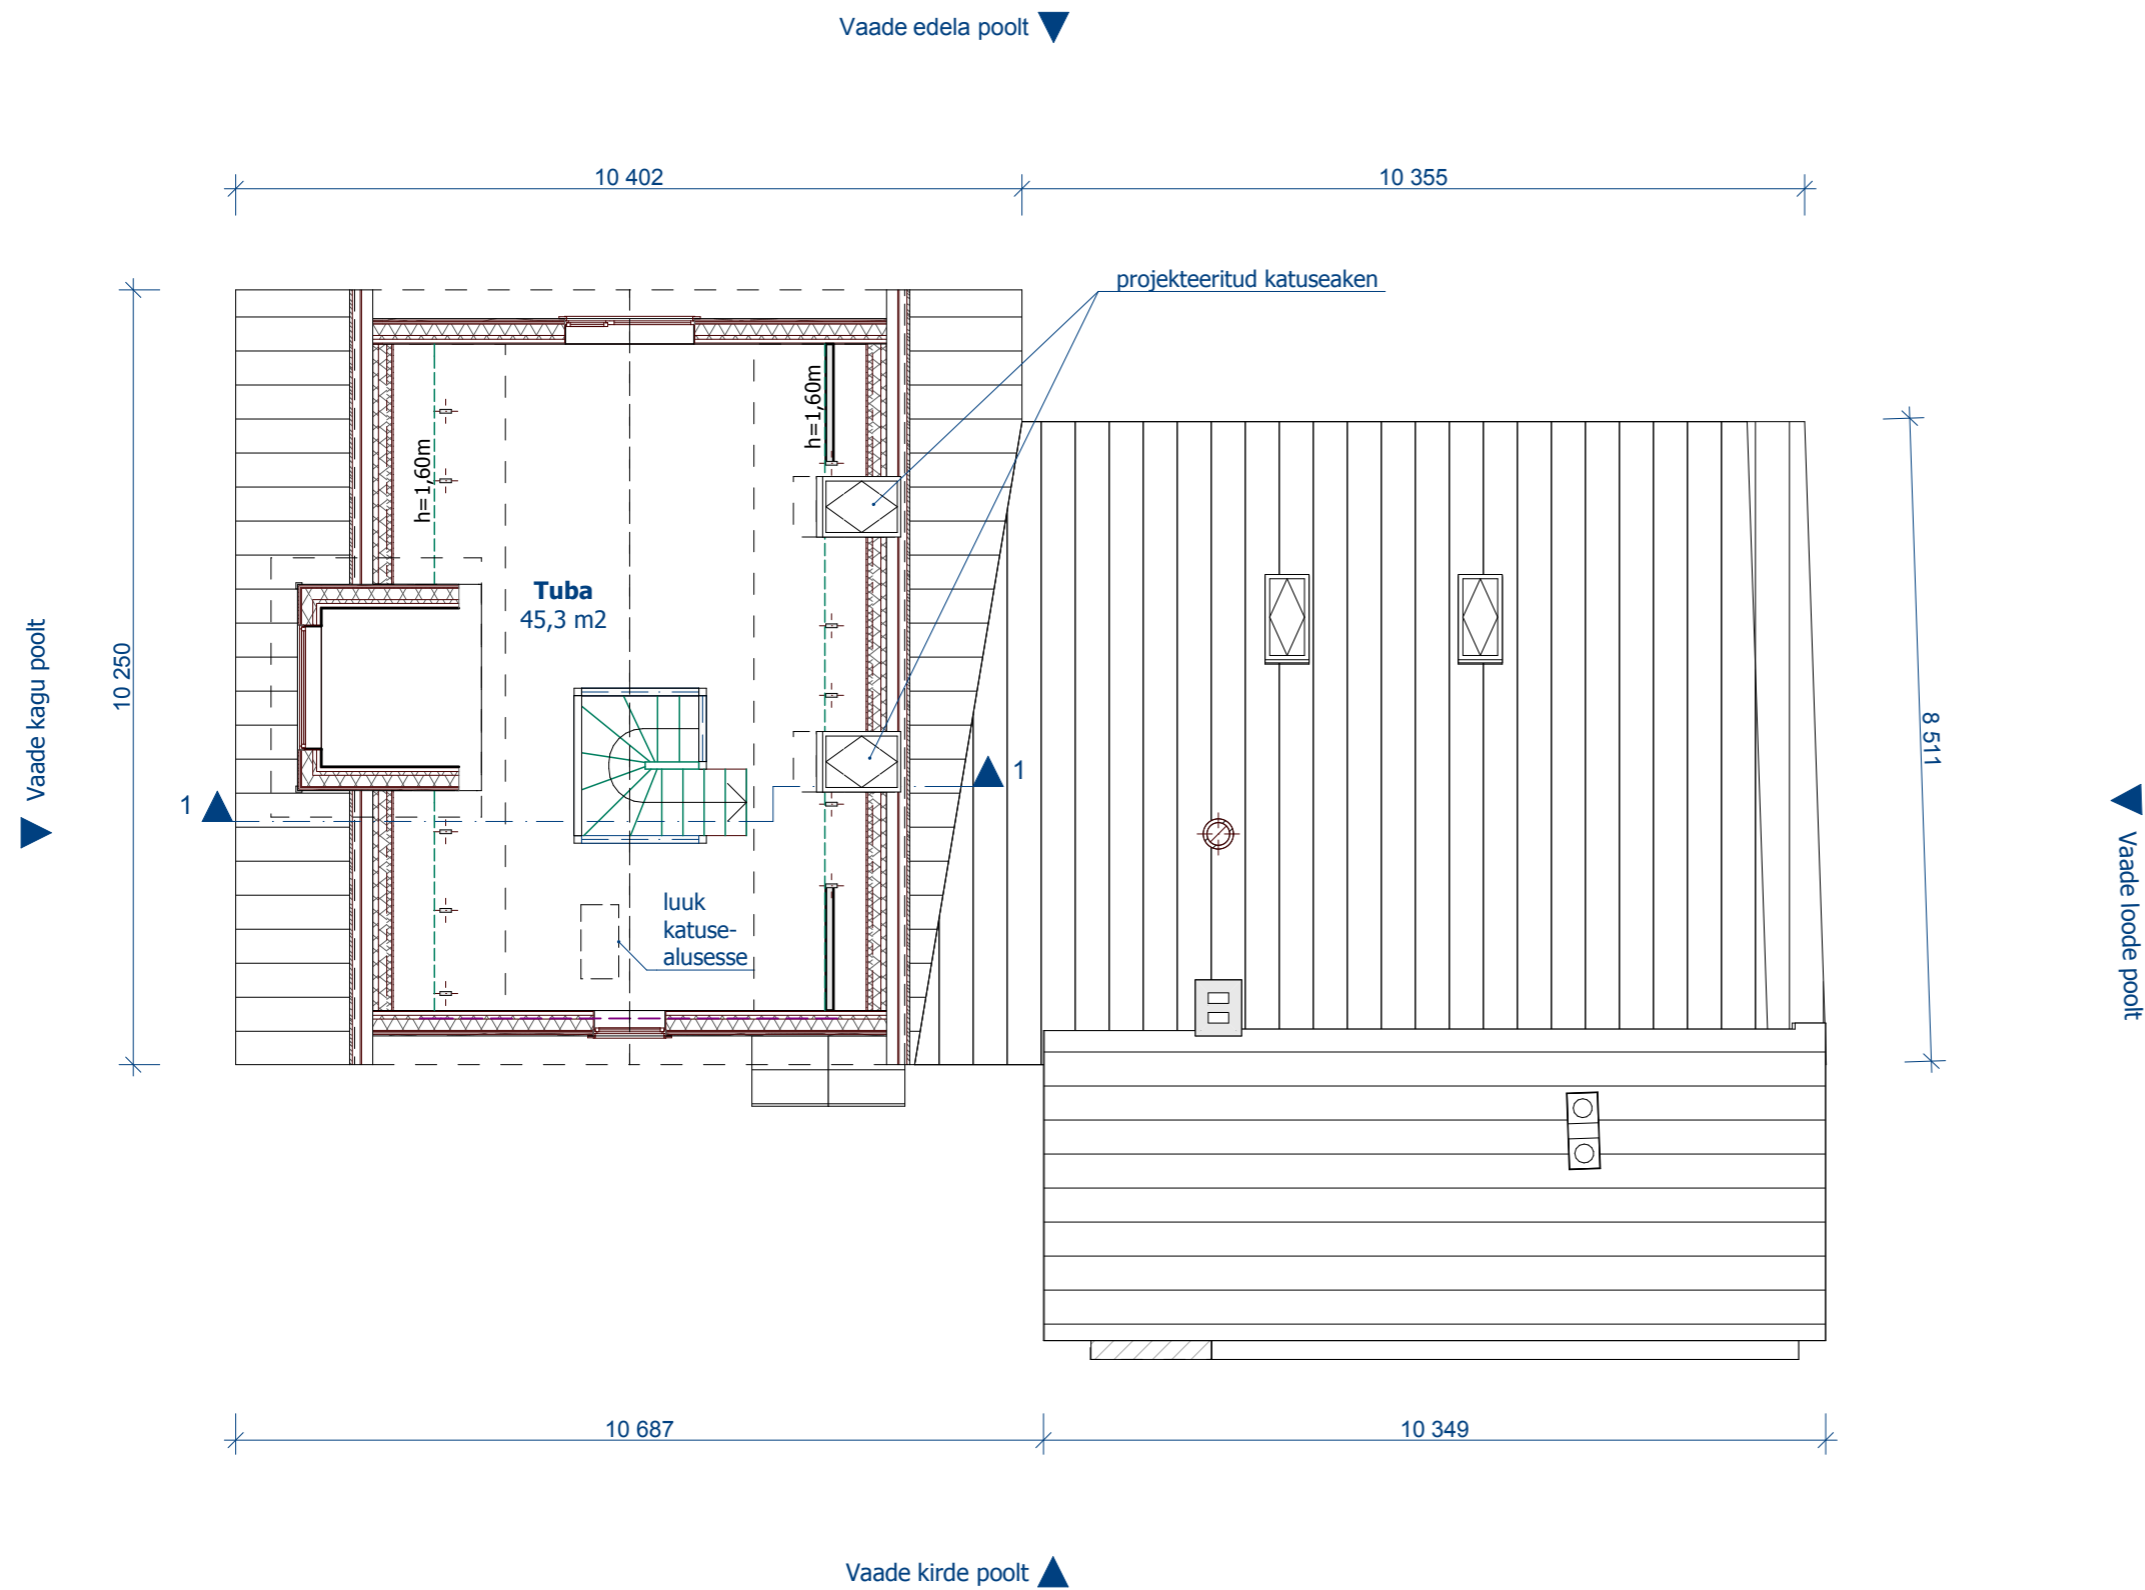 Vaade edela poolt
10 402
10 355
projekteeritud katuseaken
h=1,60m
h=1,60m
Tuba
45,3 m2
Vaade kagu poolt
10 250
8 511
1
1
Vaade loode poolt
luuk
katuse-
alusesse
10 687
10 349
Vaade kirde poolt